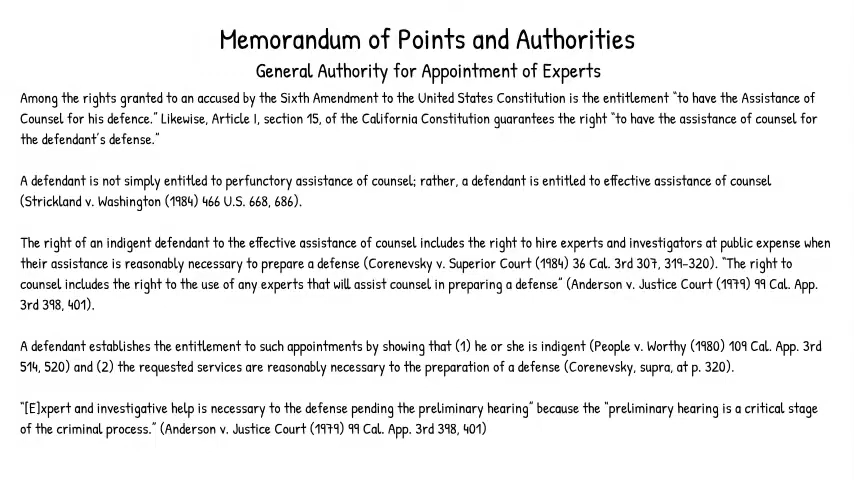 Memorandum of Points and Authorities
General Authority for Appointment of Experts
Among the rights granted to an accused by the Sixth Amendment to the United States Constitution is the entitlement "to have the Assistance of
Counsel for his defence." Likewise, Article I, section 15, of the California Constitution guarantees the right "to have the assistance of counsel for
the defendant's defense."
A defendant is not simply entitled to perfunctory assistance of counsel; rather, a defendant is entitled to effective assistance of counsel
(Strickland v. Washington (1984) 466 U.S. 668, 686).
The right of an indigent defendant to the effective assistance of counsel includes the right to hire experts and investigators at public expense when
their assistance is reasonably necessary to prepare a defense (Corenevsky v. Superior Court (1984) 36 Cal. 3rd 307, 319-320). "The right to
counsel includes the right to the use of any experts that will assist counsel in preparing a defense" (Anderson v. Justice Court (1979) 99 Cal. App.
3rd 398, 401).
A defendant establishes the entitlement to such appointments by showing that (1) he or she is indigent (People v. Worthy (1980) 109 Cal. App. 3rd
514, 520) and (2) the requested services are reasonably necessary to the preparation of a defense (Corenevsky, supra, at p. 320).
"[E]xpert and investigative help is necessary to the defense pending the preliminary hearing" because the "preliminary hearing is a critical stage
of the criminal process." (Anderson v. Justice Court (1979) 99 Cal. App. 3rd 398, 401)